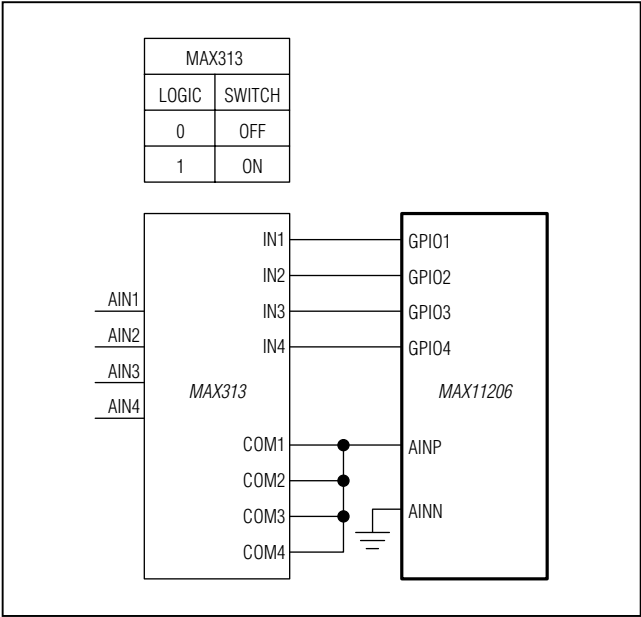 MAX313
LOGIC SWITCH
0 OFF
1 ON
IN1 GPIO1
IN2 GPIO2
AIN1 IN3 GPIO3
AIN2 IN4 GPIO4
AIN3
AIN4 MAX313 MAX11206
COM1 AINP
COM2
COM3 AINN
COM4